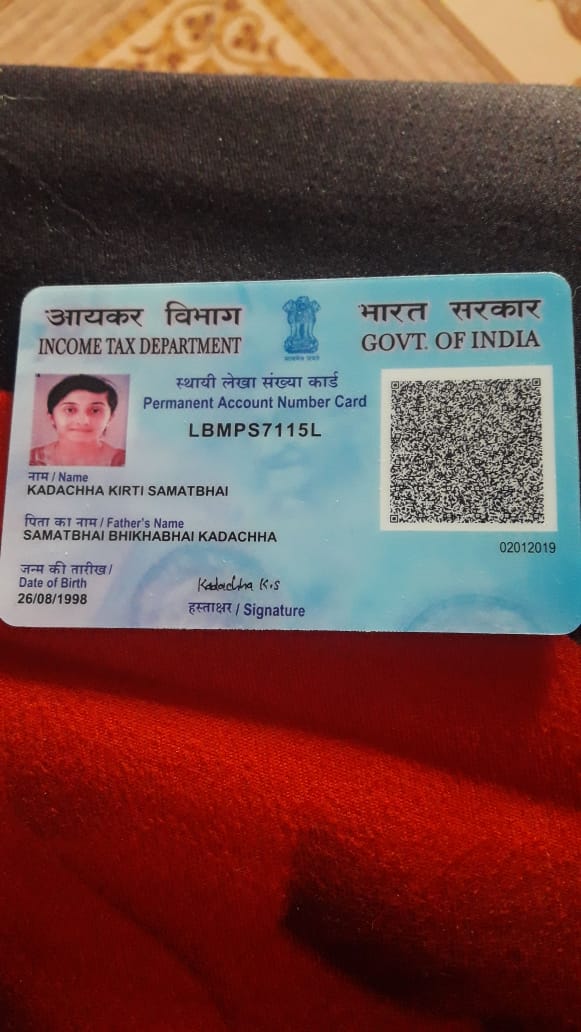 आयकर विभाग
INCOME TAX DEPARTMENT
भारत सरकार
GOVT. OF INDIA
सत्यमेव जयते
स्थायी लेखा संख्या कार्ड
Permanent Account Number Card
LBMPS7115L
नाम / Name
KADACHHA KIRTI SAMATBHAI
पिता का नाम / Father's Name
SAMATBHAI BHIKHABHAI KADACHHA
02012019
जन्म की तारीख /
Date of Birth
26/08/1998
Kadachha K.S
हस्ताक्षर / Signature